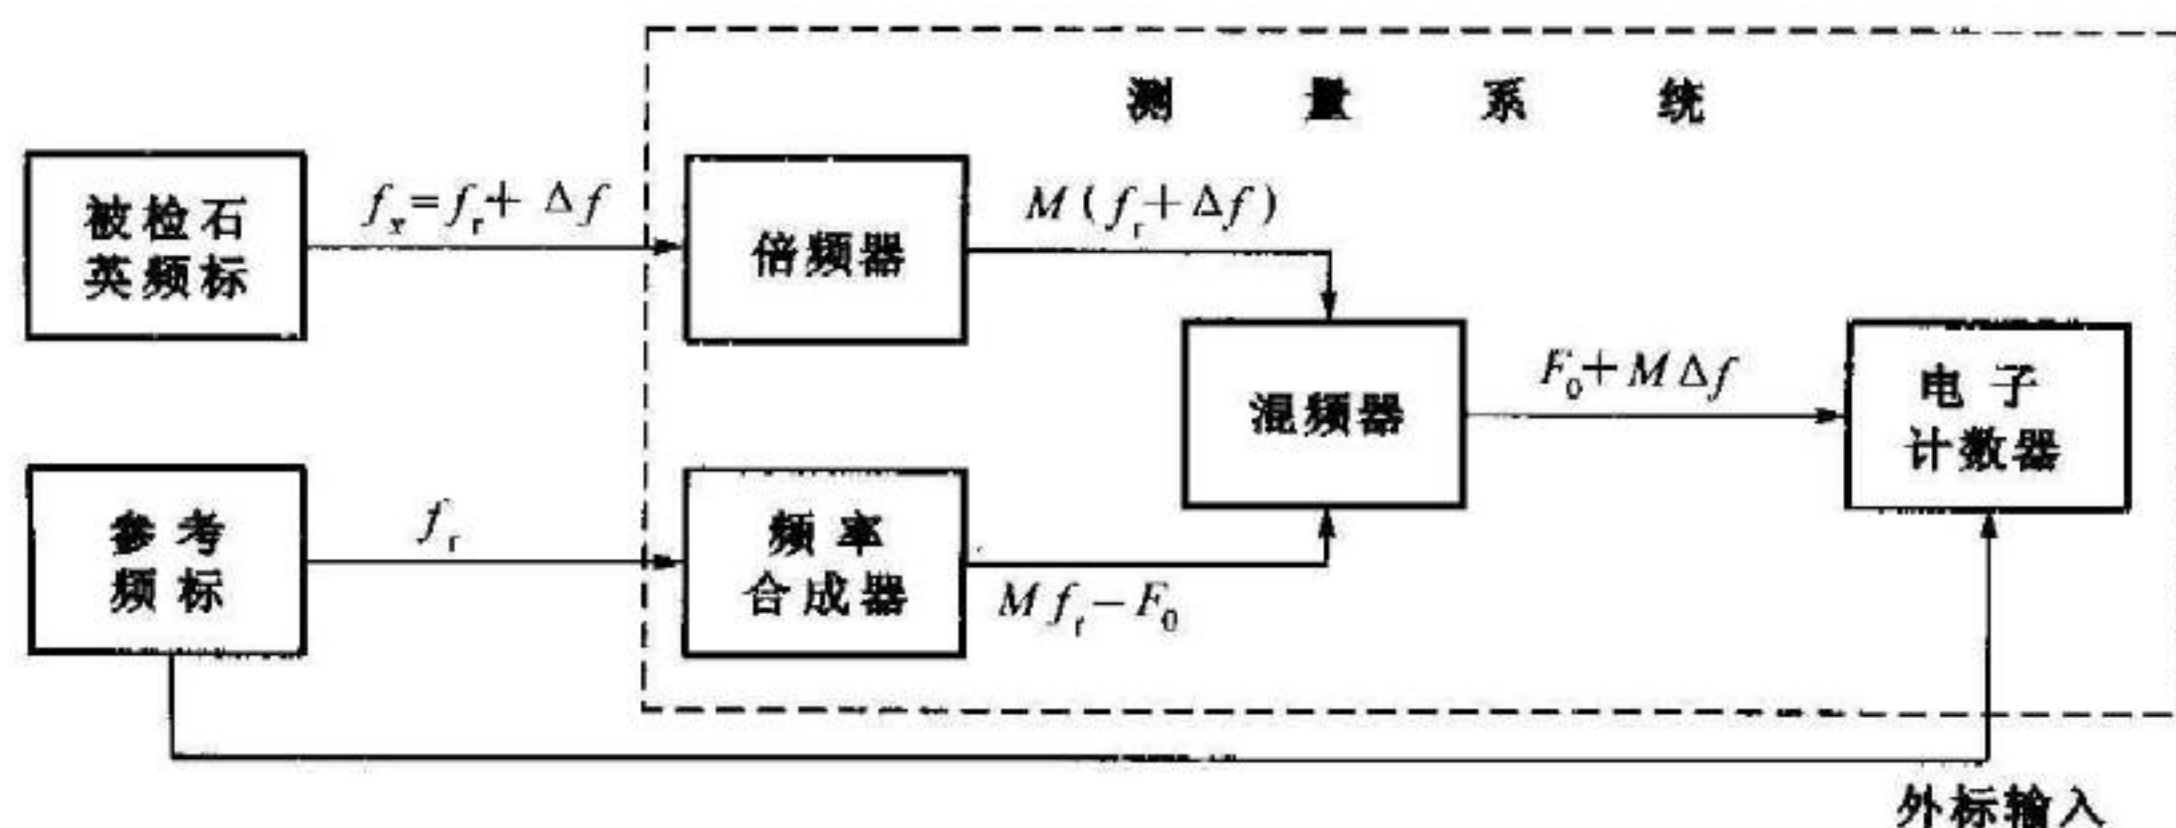 测量系统
被检石
英频标
fₓ=fᵣ+Δf
倍频器
M(fᵣ+Δf)
混频器
F₀+MΔf
电子
计数器
参考
频标
fᵣ
频率
合成器
Mfᵣ−F₀
外标输入